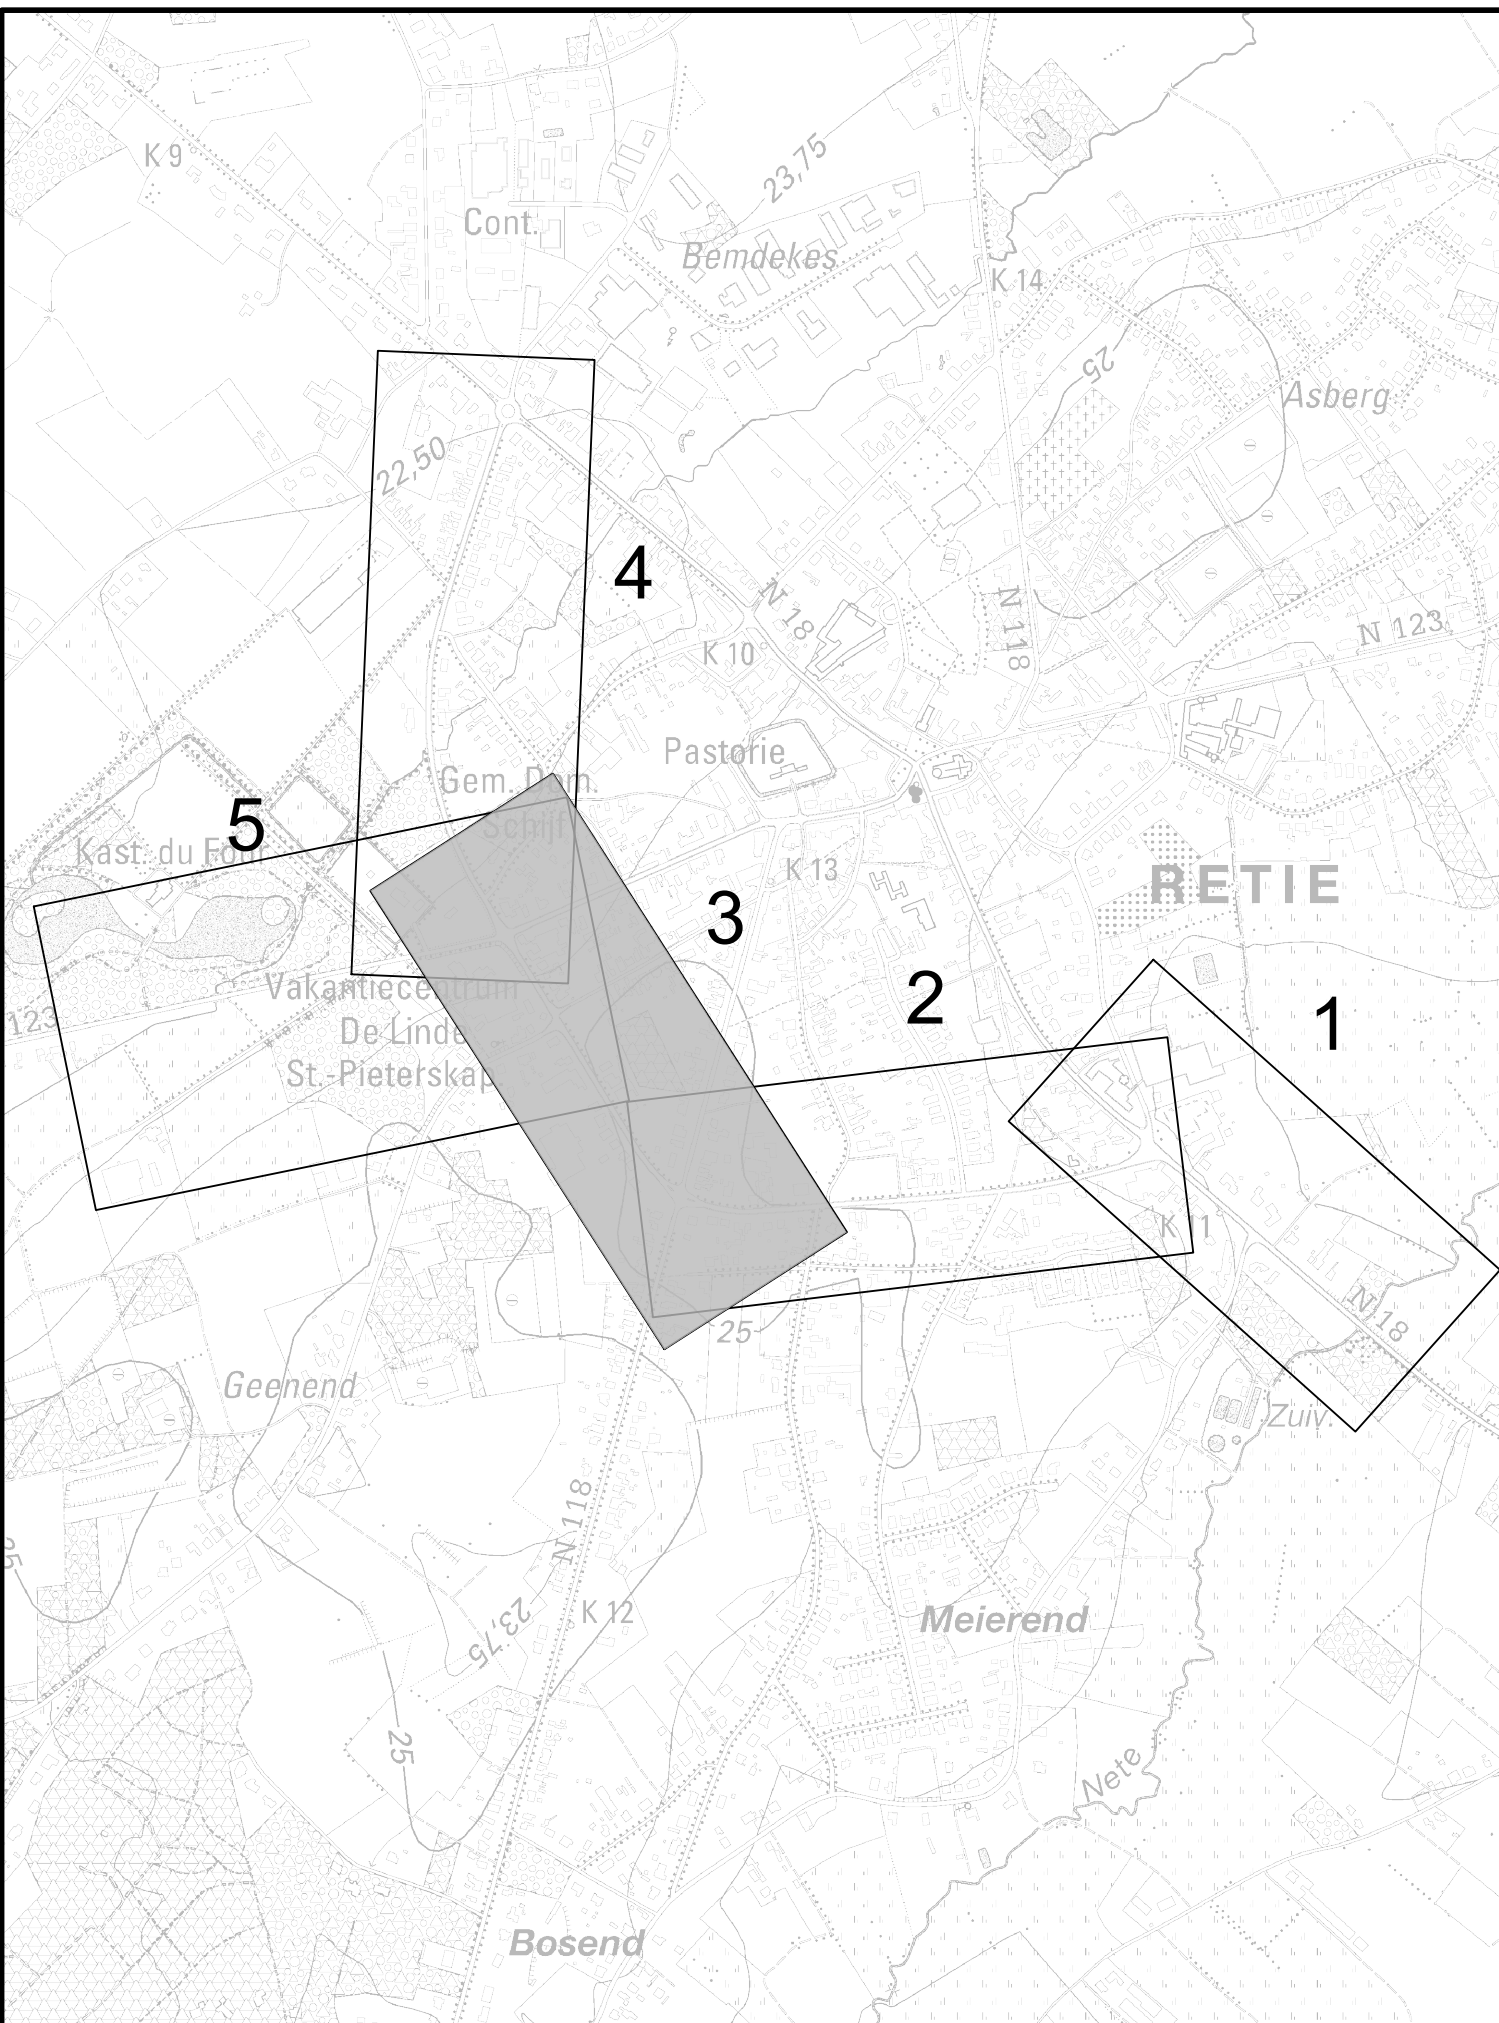 K 9
23,75
Cont.
Bemdekes
K 14
25
Asberg
22,50
4
N 18
N 118
N 123
K 10
Pastorie
Gem. Dom.
Schijf
5
Kast. du Four
K 13
RETIE
3
2
1
Vakantiecentrum
De Linde
St.-Pieterskap.
123
K 11
N 18
25
Geenend
Zuiv.
N 118
25
23,75
K 12
Meierend
25
Nete
Bosend